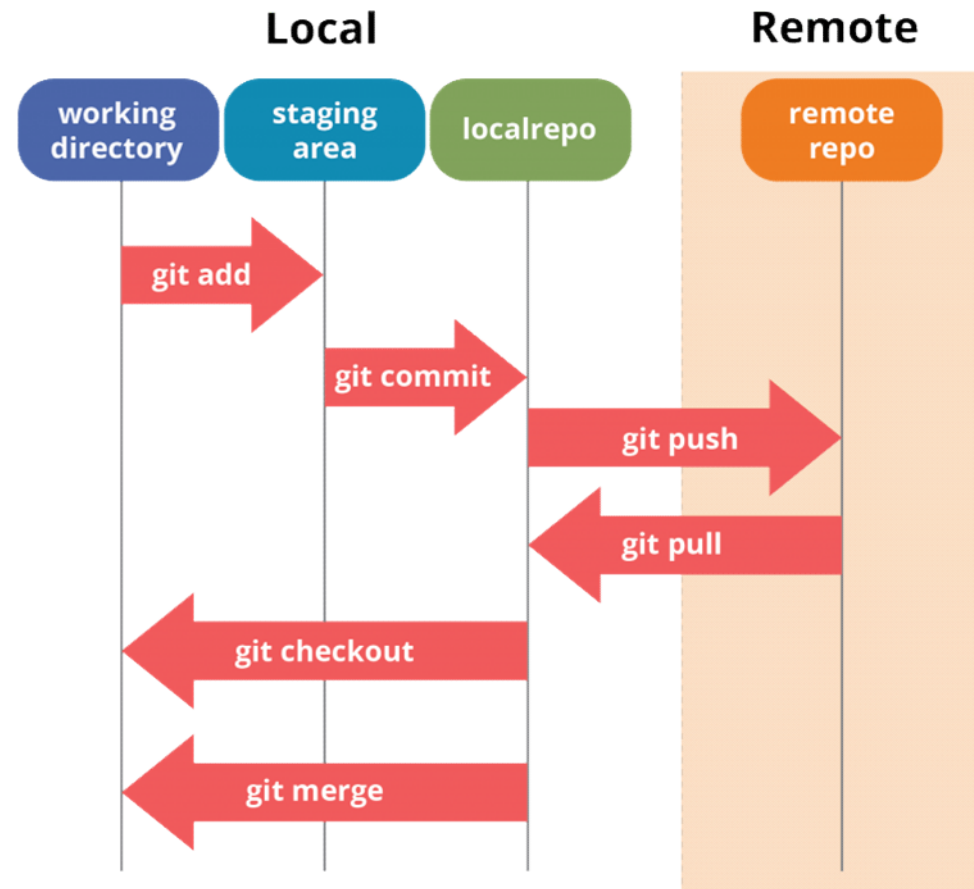 Local
Remote
working
directory
staging
area
localrepo
remote
repo
git add
git commit
git push
git pull
git checkout
git merge